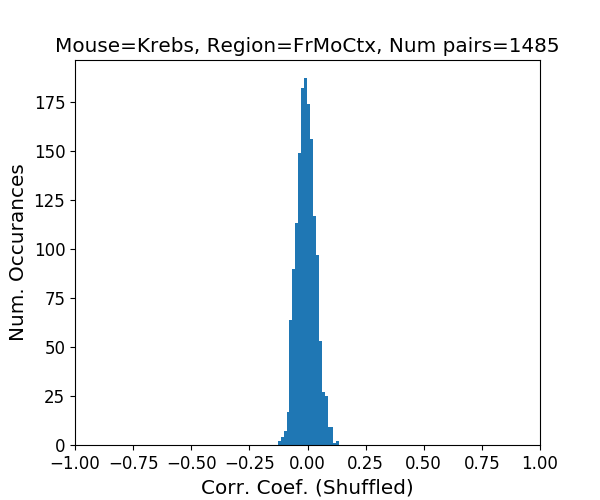 Mouse=Krebs, Region=FrMoCtx, Num pairs=1485
Num. Occurances
175
150
125
100
75
50
25
0
−1.00 −0.75 −0.50 −0.25 0.00 0.25 0.50 0.75 1.00
Corr. Coef. (Shuffled)